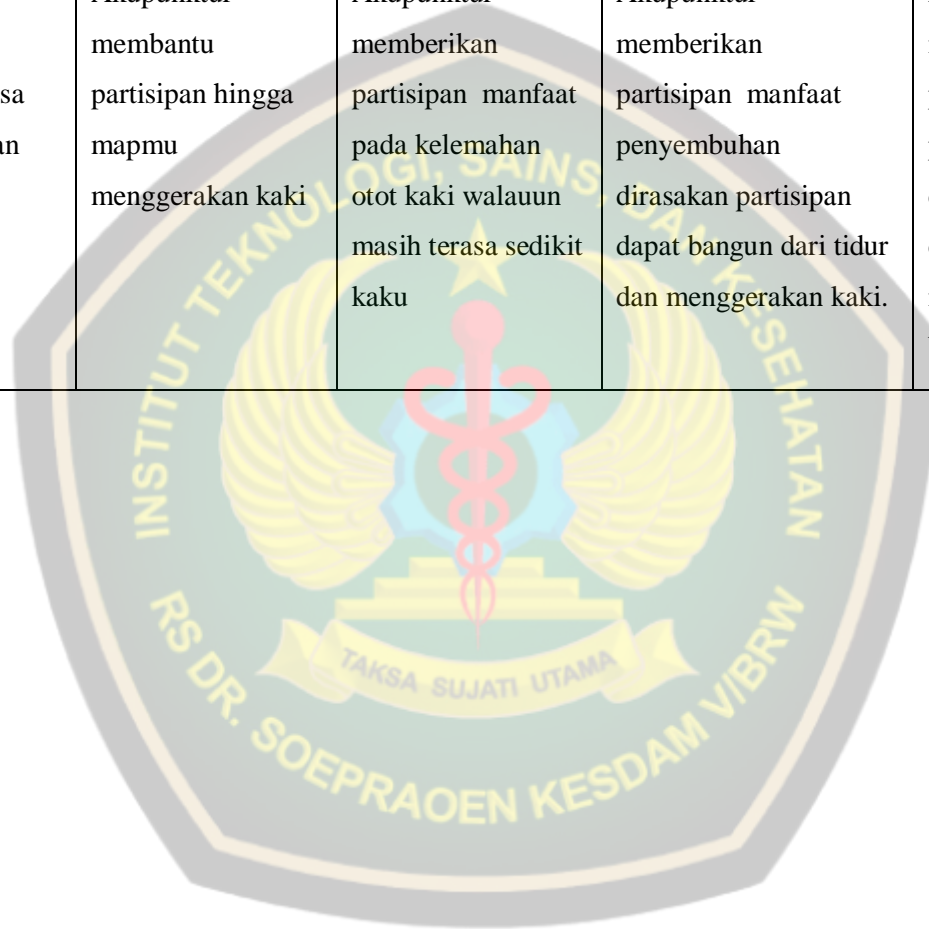 sa
an
membantu
partisipan hingga
mapmu
menggerakan kaki
memberikan
partisipan manfaat
pada kelemahan
otot kaki walauun
masih terasa sedikit
kaku
memberikan
partisipan manfaat
penyembuhan
dirasakan partisipan
dapat bangun dari tidur
dan menggerakan kaki.
INSTITUT TEKNOLOGI, SAINS, DAN KESEHATAN
TAKSA SUJATI UTAMA
RS DR. SOEPRAOEN KESDAM V/BRW